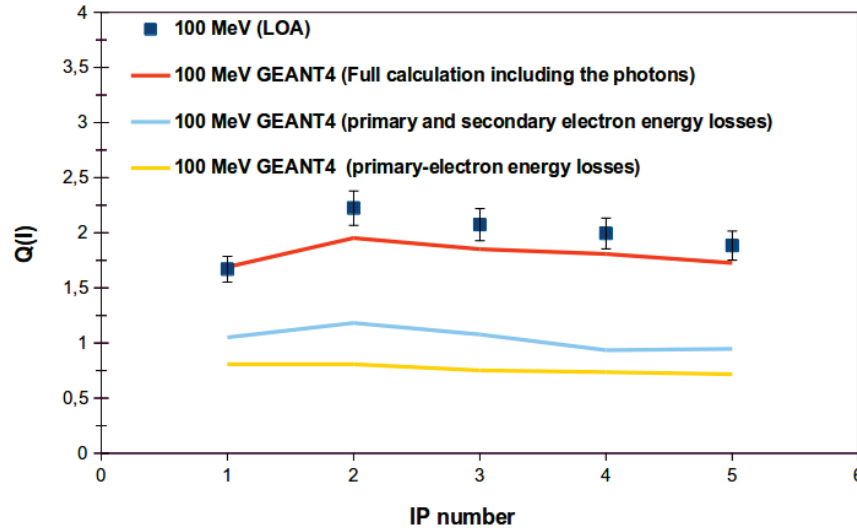 4
3,5
3
2,5
2
1,5
1
0,5
0
Q(I)
100 MeV (LOA)
100 MeV GEANT4 (Full calculation including the photons)
100 MeV GEANT4 (primary and secondary electron energy losses)
100 MeV GEANT4 (primary-electron energy losses)
0 1 2 3 4 5 6
IP number